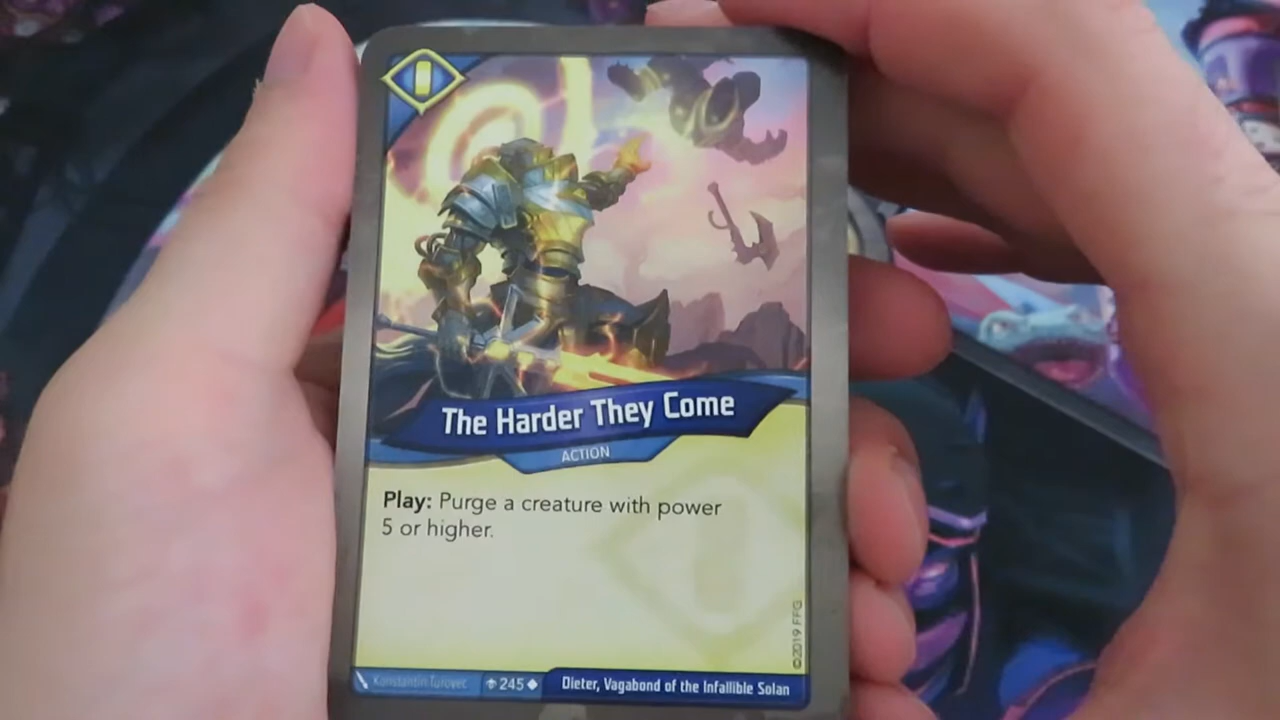 The Harder They Come
ACTION
Play: Purge a creature with power
5 or higher.
©2019 FFG
Konstantin Turovec
245
Dieter, Vagabond of the Infallible Solan